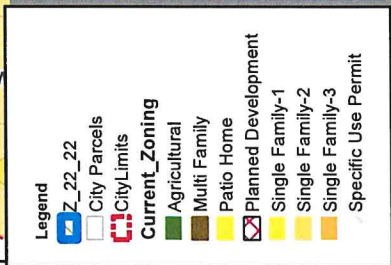 Legend
Z_22_22
City Parcels
CityLimits
Current_Zoning
Agricultural
Multi Family
Patio Home
Planned Development
Single Family-1
Single Family-2
Single Family-3
Specific Use Permit